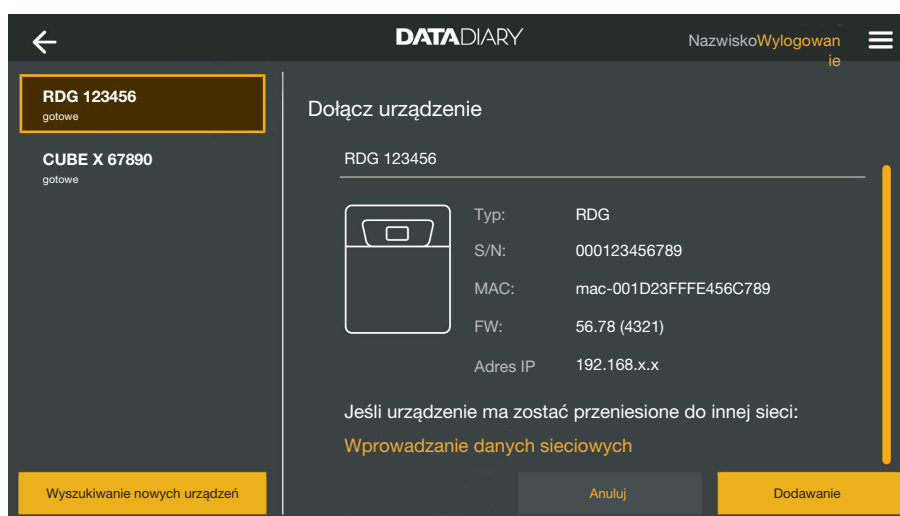 DATADIARY
NazwiskoWylogowan
ie
RDG 123456
gotowe
CUBE X 67890
gotowe
Dołącz urządzenie
RDG 123456
Typ: RDG
S/N: 000123456789
MAC: mac-001D23FFFE456C789
FW: 56.78 (4321)
Adres IP 192.168.x.x
Jeśli urządzenie ma zostać przeniesione do innej sieci:
Wprowadzanie danych sieciowych
Wyszukiwanie nowych urządzeń
Anuluj
Dodawanie